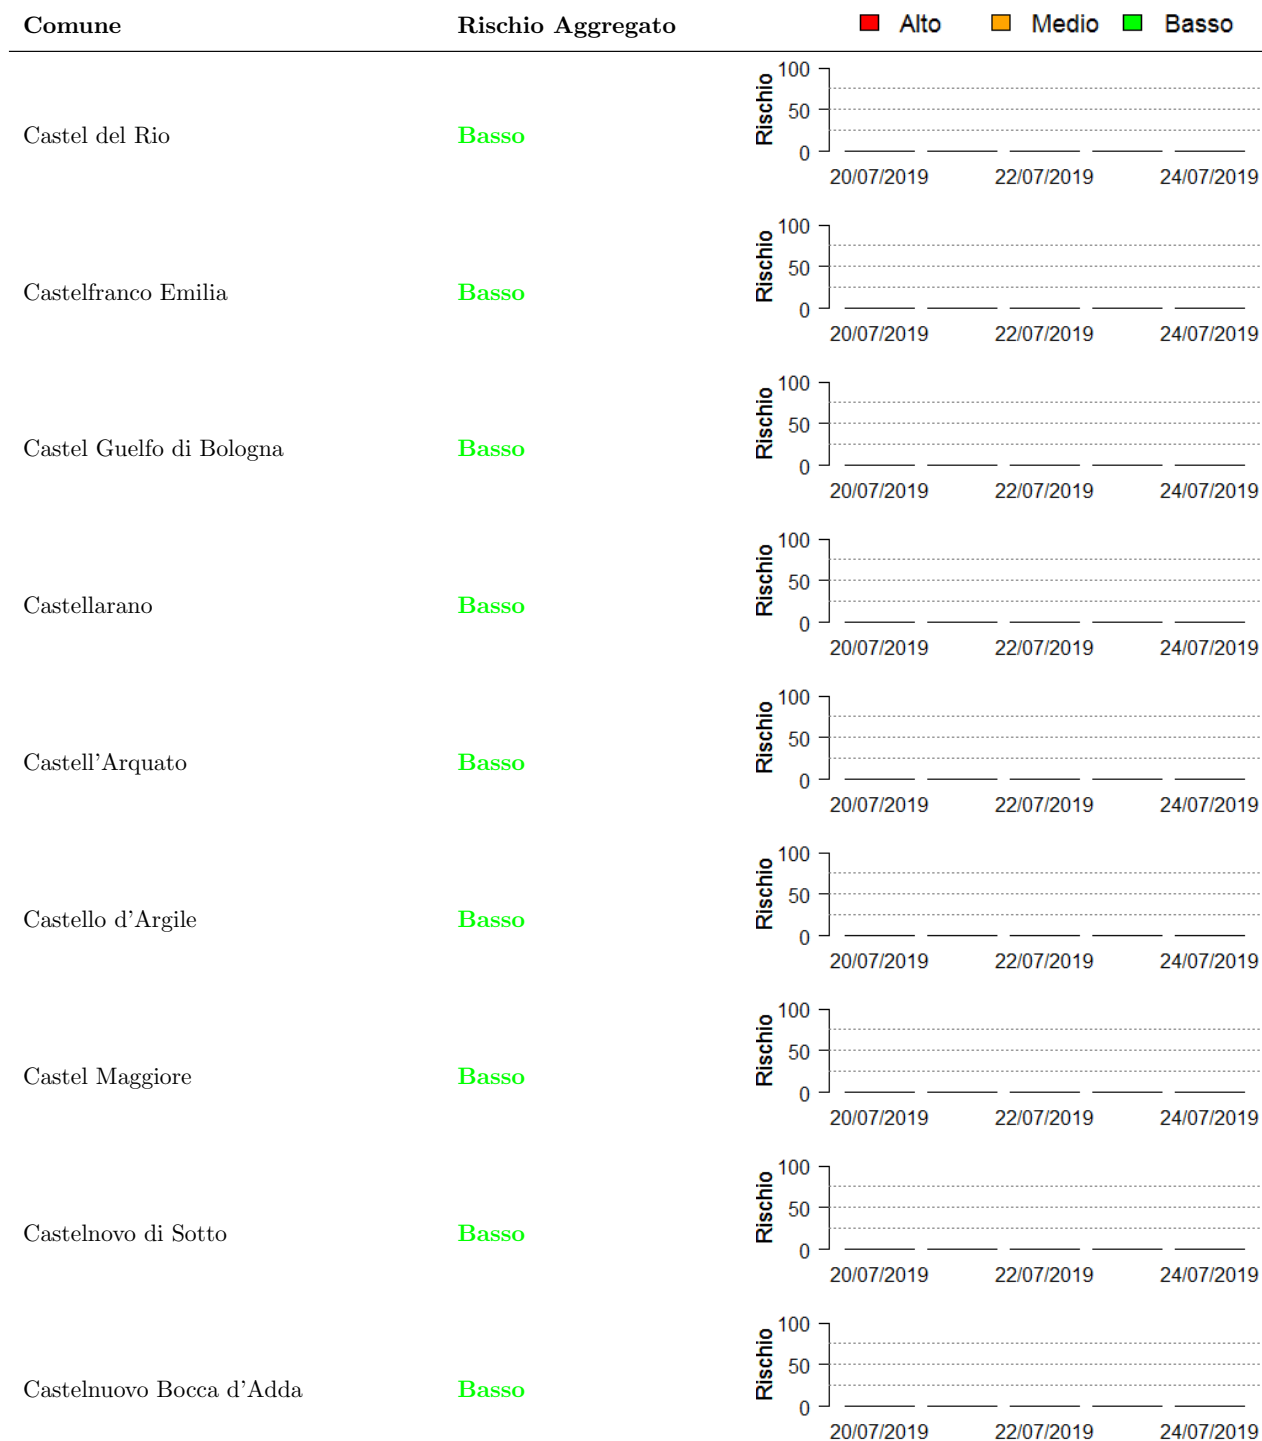 Comune Rischio Aggregato Alto Medio Basso
100
50
0
Rischio
Castel del Rio Basso
20/07/2019 22/07/2019 24/07/2019
100
50
0
Rischio
Castelfranco Emilia Basso
20/07/2019 22/07/2019 24/07/2019
100
50
0
Rischio
Castel Guelfo di Bologna Basso
20/07/2019 22/07/2019 24/07/2019
100
50
0
Rischio
Castellarano Basso
20/07/2019 22/07/2019 24/07/2019
100
50
0
Rischio
Castell'Arquato Basso
20/07/2019 22/07/2019 24/07/2019
100
50
0
Rischio
Castello d'Argile Basso
20/07/2019 22/07/2019 24/07/2019
100
50
0
Rischio
Castel Maggiore Basso
20/07/2019 22/07/2019 24/07/2019
100
50
0
Rischio
Castelnovo di Sotto Basso
20/07/2019 22/07/2019 24/07/2019
100
50
0
Rischio
Castelnuovo Bocca d'Adda Basso
20/07/2019 22/07/2019 24/07/2019